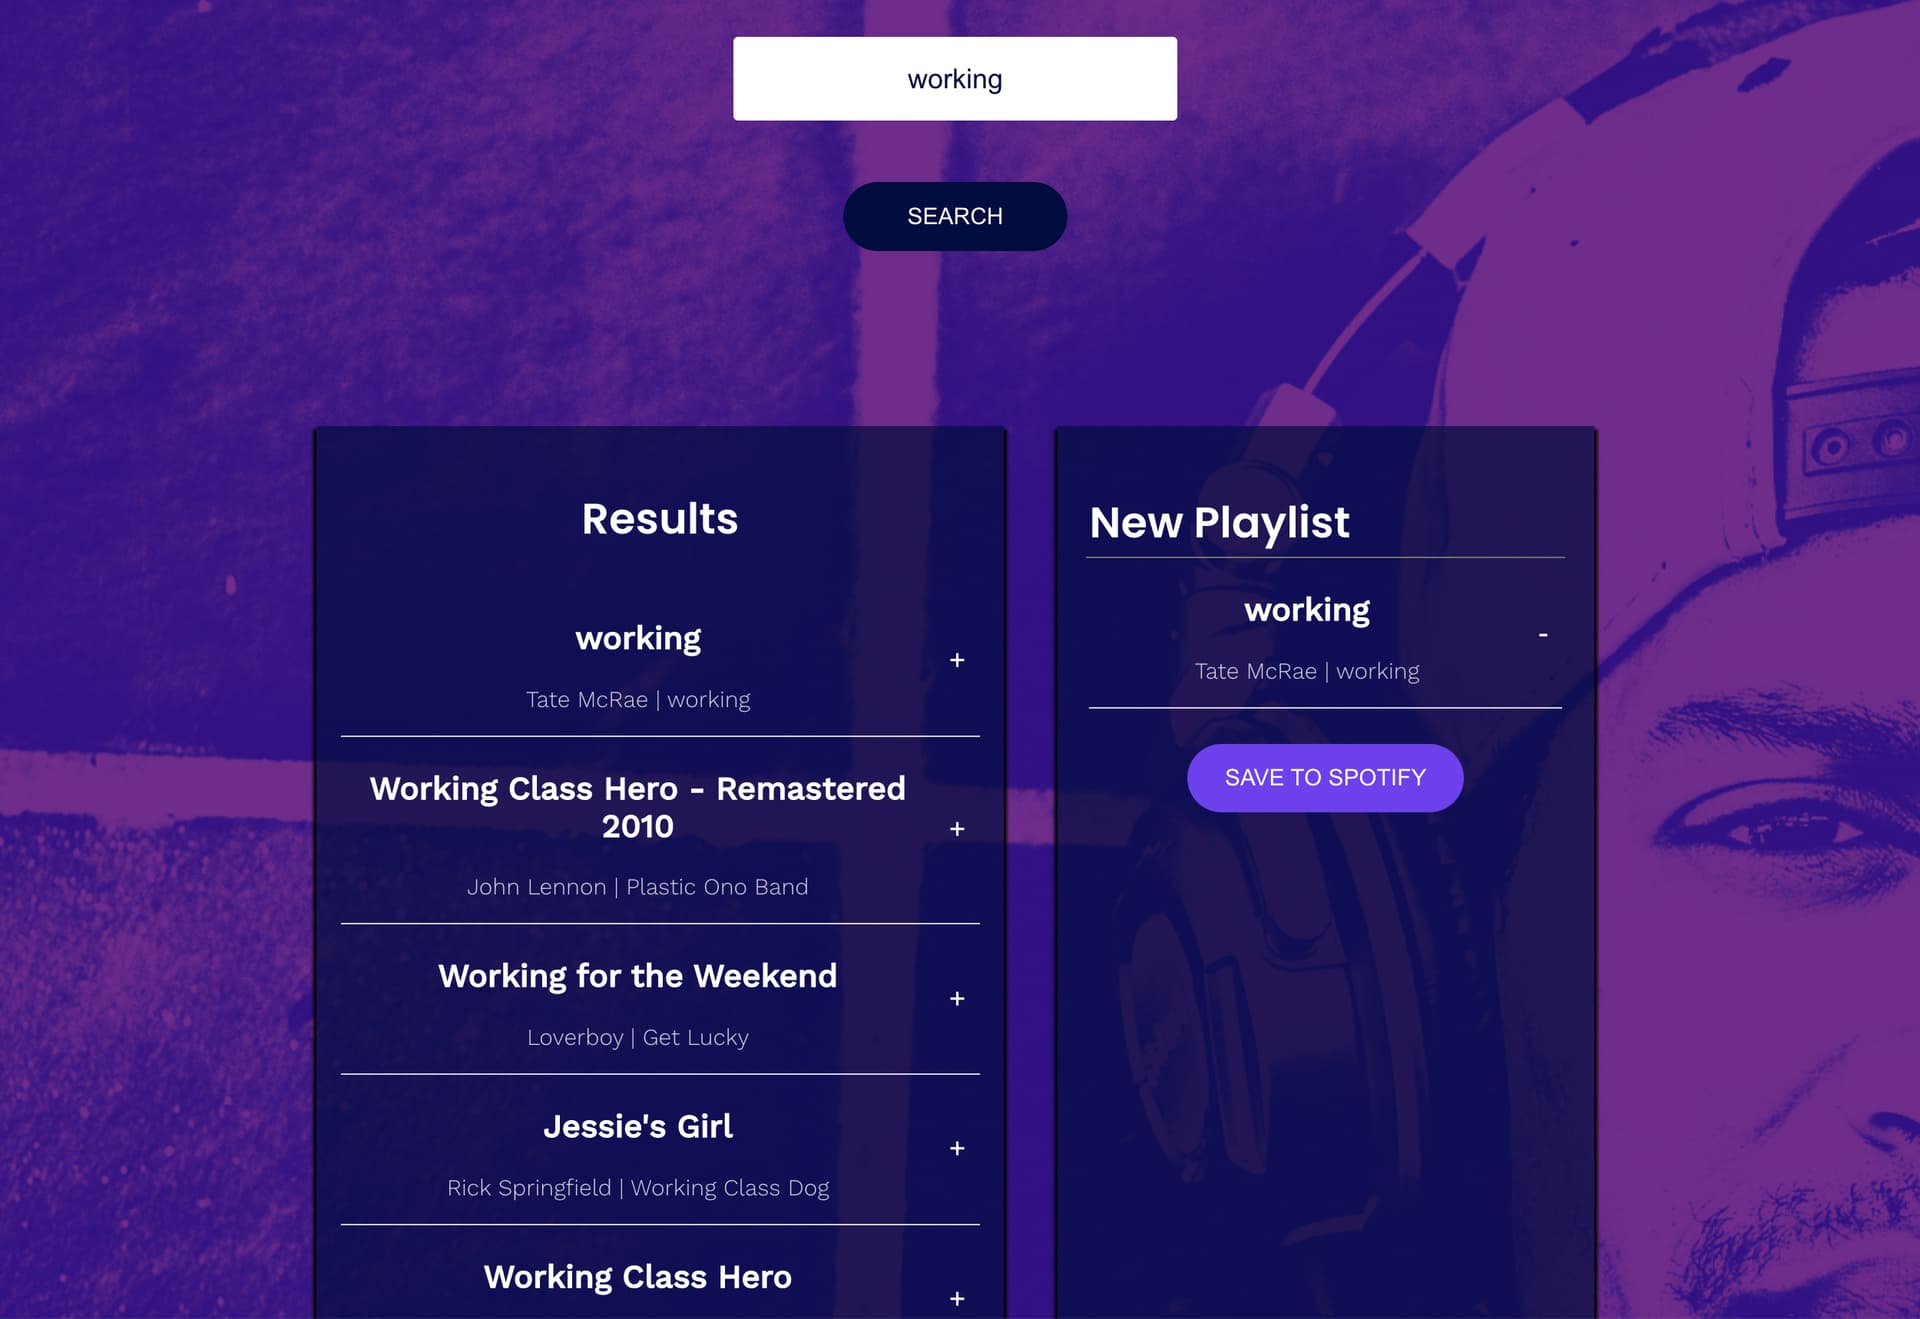 working
SEARCH
Results
working
+
Tate McRae | working
Working Class Hero - Remastered
2010
+
John Lennon | Plastic Ono Band
Working for the Weekend
+
Loverboy | Get Lucky
Jessie's Girl
+
Rick Springfield | Working Class Dog
Working Class Hero
+
New Playlist
working
-
Tate McRae | working
SAVE TO SPOTIFY